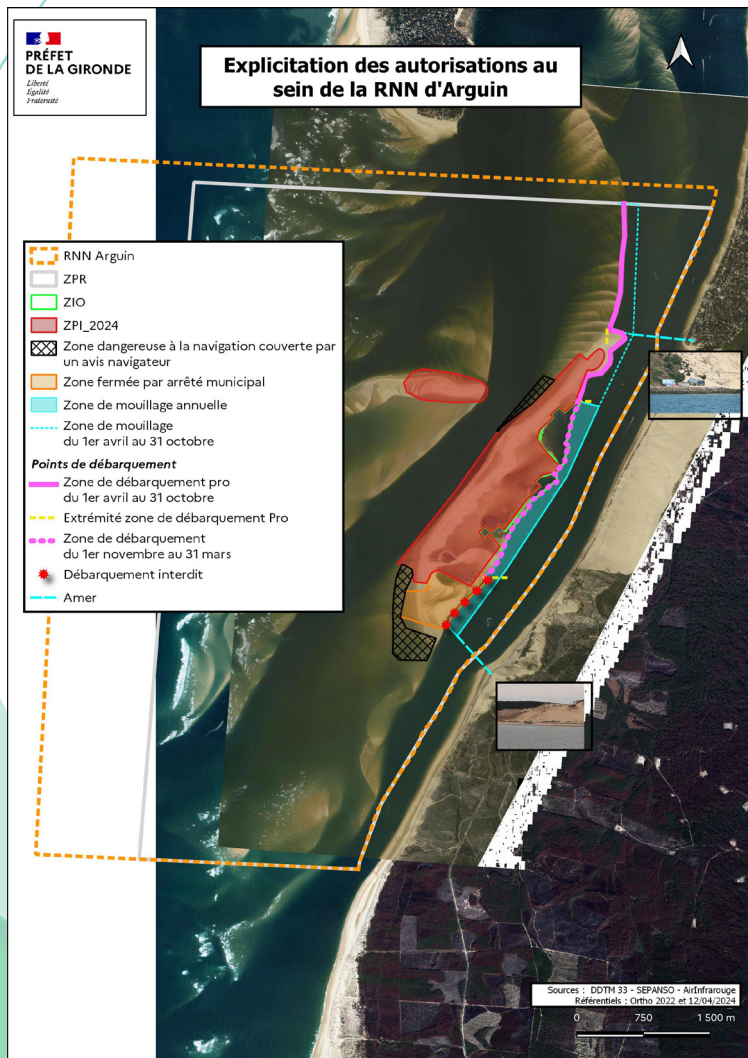 PRÉFET
DE LA GIRONDE
Liberté
Égalité
Fraternité
Explicitation des autorisations au
sein de la RNN d'Arguin
RNN Arguin
ZPR
ZIO
ZPI_2024
Zone dangereuse à la navigation couverte par
un avis navigateur
Zone fermée par arrêté municipal
Zone de mouillage annuelle
Zone de mouillage
du 1er avril au 31 octobre
Points de débarquement
Zone de débarquement pro
du 1er avril au 31 octobre
Extrémité zone de débarquement Pro
Zone de débarquement
du 1er novembre au 31 mars
Débarquement interdit
Amer
Sources : DDTM 33 - SEPANSO - AirInfrarouge
Référentiels : Ortho 2022 et 12/04/2024
0 750 1 500 m